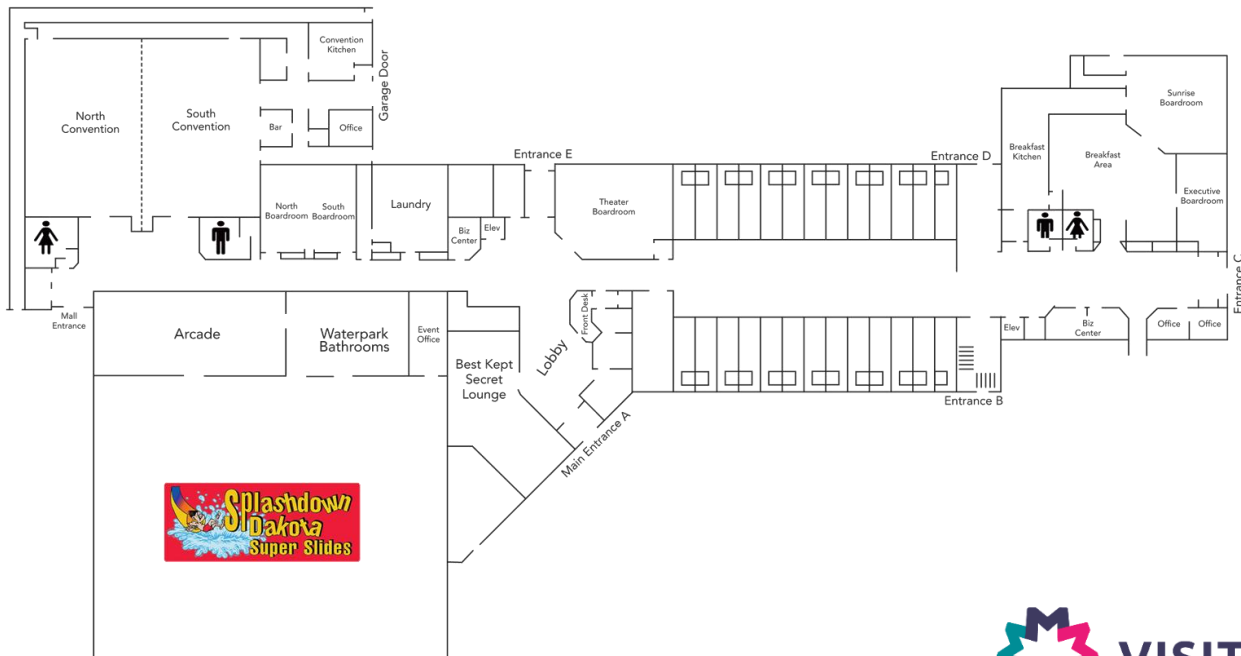 Convention
Kitchen
Garage Door
North
Convention
South
Convention
Bar
Office
Sunrise
Boardroom
Entrance E
Entrance D
Breakfast
Kitchen
Breakfast
Area
North
Boardroom
South
Boardroom
Laundry
Biz
Center
Elev
Theater
Boardroom
Executive
Boardroom
Mall
Entrance
Arcade
Waterpark
Bathrooms
Event
Office
Best Kept
Secret
Lounge
Lobby
Front Desk
Main Entrance A
Entrance B
Elev
Biz
Center
Office
Office
Entrance C
Splashdown
Dakota
Super Slides
VISIT